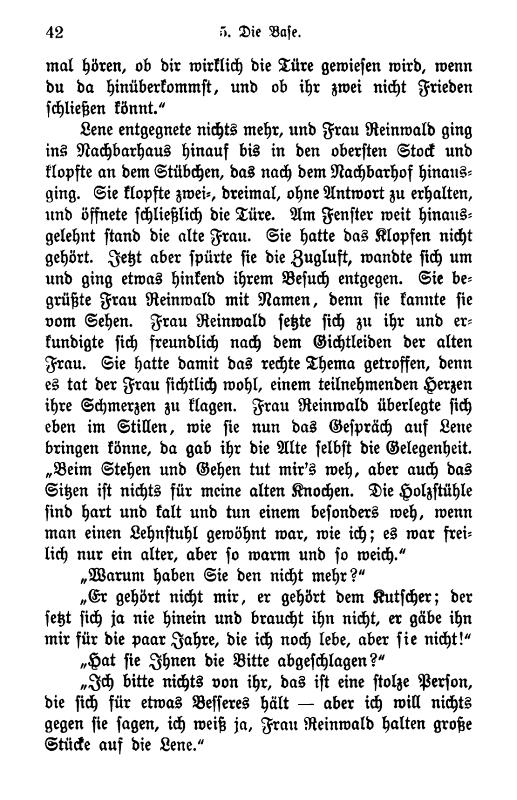 42 5. Die Base.
mal hören, ob dir wirklich die Türe gewiesen wird, wenn
du da hinüberkommst, und ob ihr zwei nicht Frieden
schließen könnt.“
Lene entgegnete nichts mehr, und Frau Reinwald ging
ins Nachbarhaus hinauf bis in den obersten Stock und
klopfte an dem Stübchen, das nach dem Nachbarhof hinaus-
ging. Sie klopfte zwei-, dreimal, ohne Antwort zu erhalten,
und öffnete schließlich die Türe. Am Fenster weit hinaus-
gelehnt stand die alte Frau. Sie hatte das Klopfen nicht
gehört. Jetzt aber spürte sie die Zugluft, wandte sich um
und ging etwas hinkend ihrem Besuch entgegen. Sie be-
grüßte Frau Reinwald mit Namen, denn sie kannte sie
vom Sehen. Frau Reinwald setzte sich zu ihr und er-
kundigte sich freundlich nach dem Gichtleiden der alten
Frau. Sie hatte damit das rechte Thema getroffen, denn
es tat der Frau sichtlich wohl, einem teilnehmenden Herzen
ihre Schmerzen zu klagen. Frau Reinwald überlegte sich
eben im Stillen, wie sie nun das Gespräch auf Lene
bringen könne, da gab ihr die Alte selbst die Gelegenheit.
„Beim Stehen und Gehen tut mir's weh, aber auch das
Sitzen ist nichts für meine alten Knochen. Die Holzstühle
sind hart und kalt und tun einem besonders weh, wenn
man einen Lehnstuhl gewöhnt war, wie ich; es war frei-
lich nur ein alter, aber so warm und so weich.“
„Warum haben Sie den nicht mehr?“
„Er gehört nicht mir, er gehört dem Kutscher; der
setzt sich ja nie hinein und braucht ihn nicht, er gäbe ihn
mir für die paar Jahre, die ich noch lebe, aber sie nicht!“
„Hat sie Ihnen die Bitte abgeschlagen?“
„Ich bitte nichts von ihr, das ist eine stolze Person,
die sich für etwas Besseres hält — aber ich will nichts
gegen sie sagen, ich weiß ja, Frau Reinwald halten große
Stücke auf die Lene.“